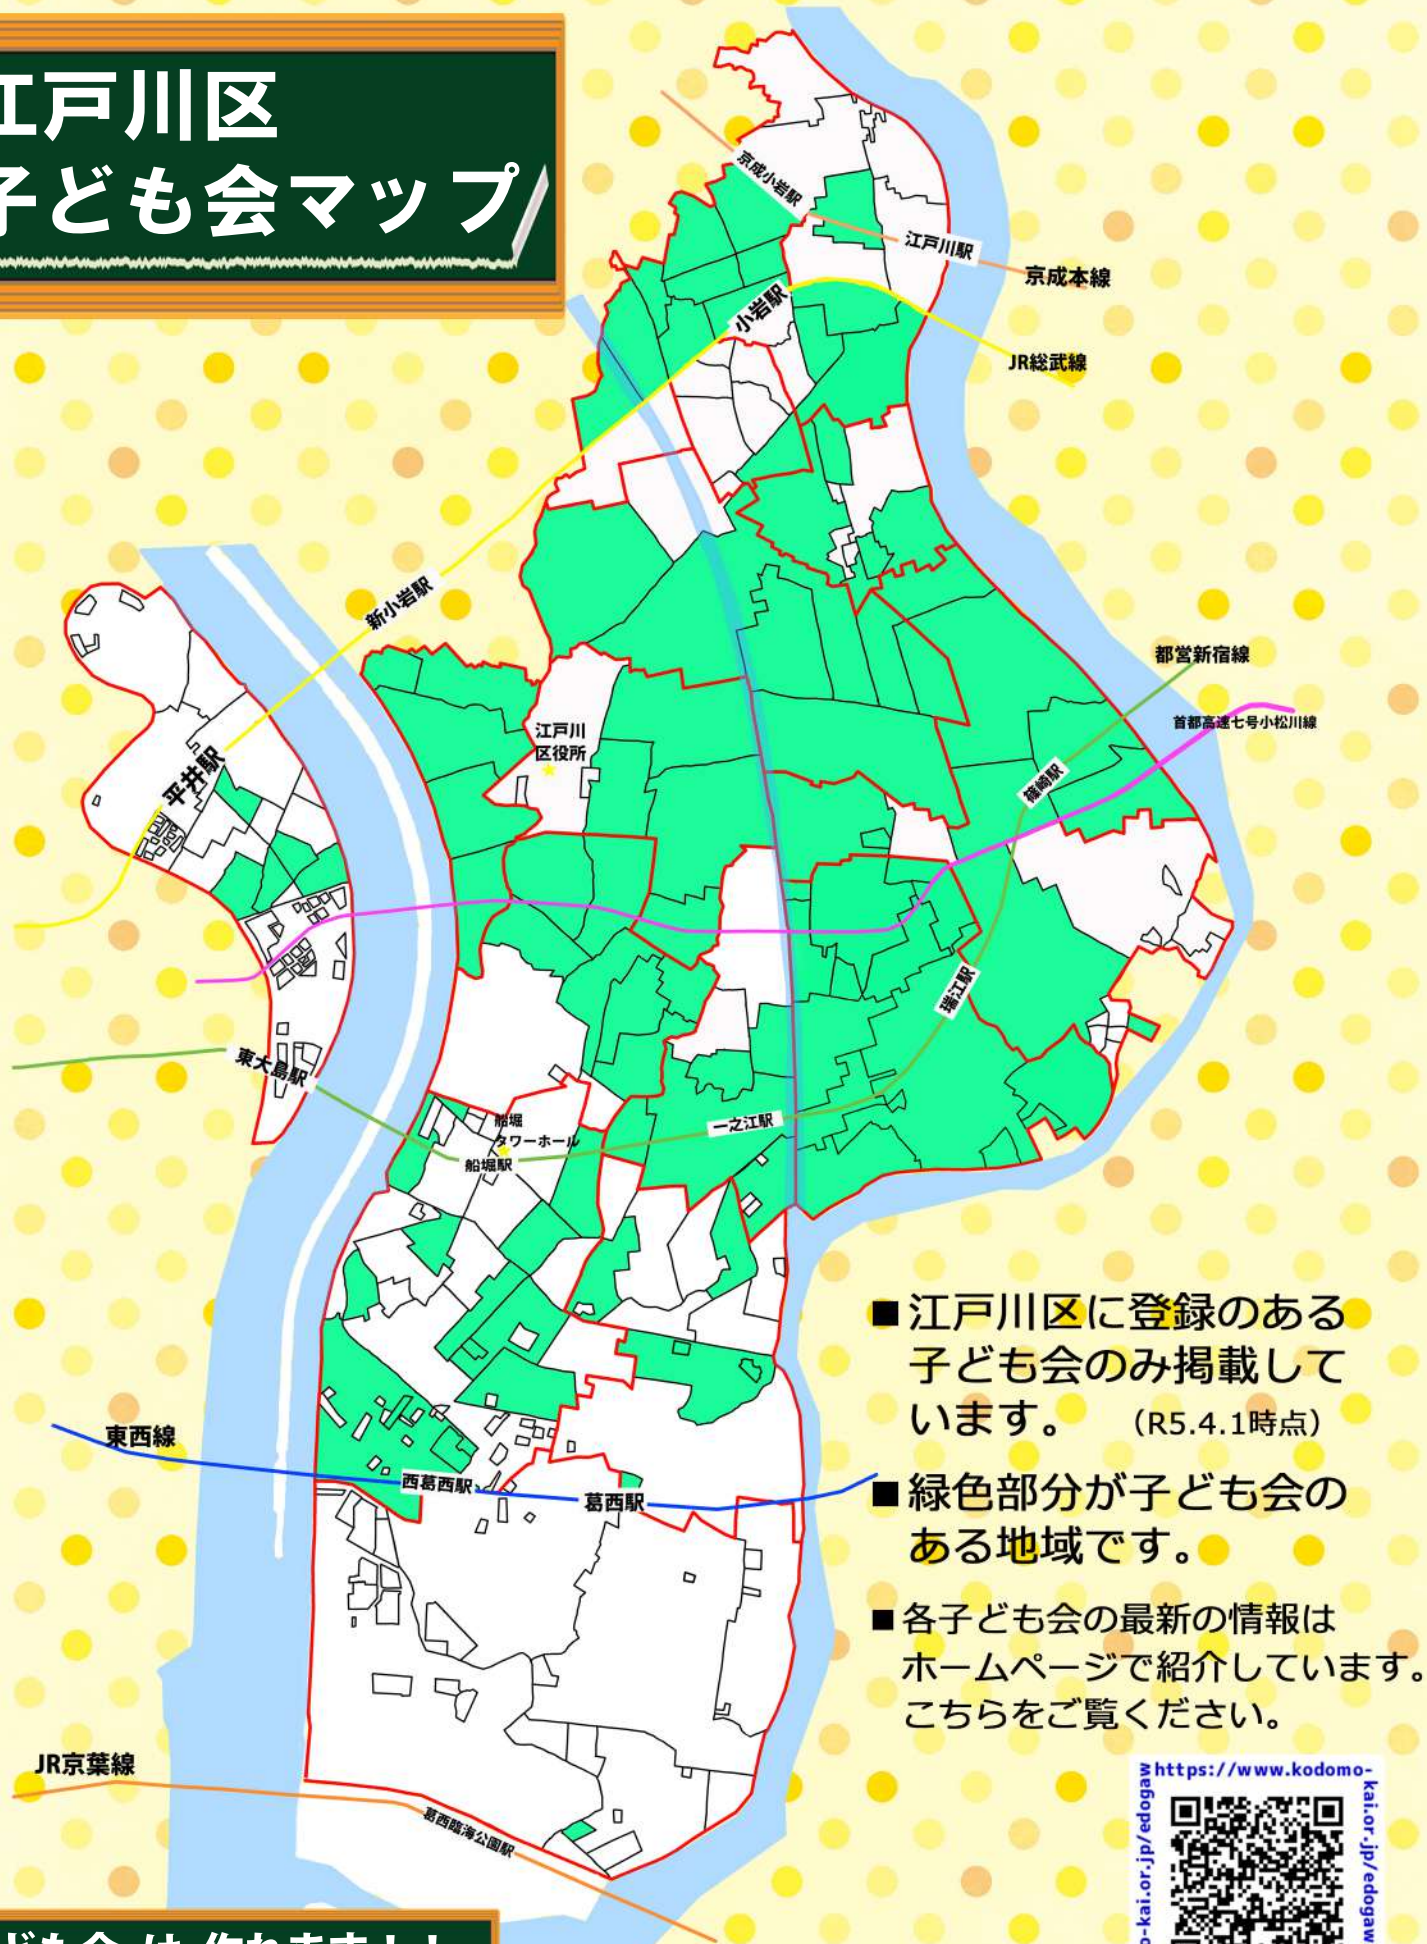 江戸川区
子ども会マップ
京成小岩駅
江戸川駅
京成本線
小岩駅
JR総武線
新小岩駅
都営新宿線
首都高速七号小松川線
江戸川
区役所
平井駅
篠崎駅
瑞江駅
東大島駅
船堀
タワーホール
一之江駅
船堀駅
■江戸川区に登録のある
子ども会のみ掲載して
います。 （R5.4.1時点）
東西線
西葛西駅
葛西駅
■緑色部分が子ども会の
ある地域です。
■各子ども会の最新の情報は
ホームページで紹介しています。
こちらをご覧ください。
JR京葉線
葛西臨海公園駅
https://www.kodomo-
kai.or.jp/edogaw
o-kai.or.jp/edogaw